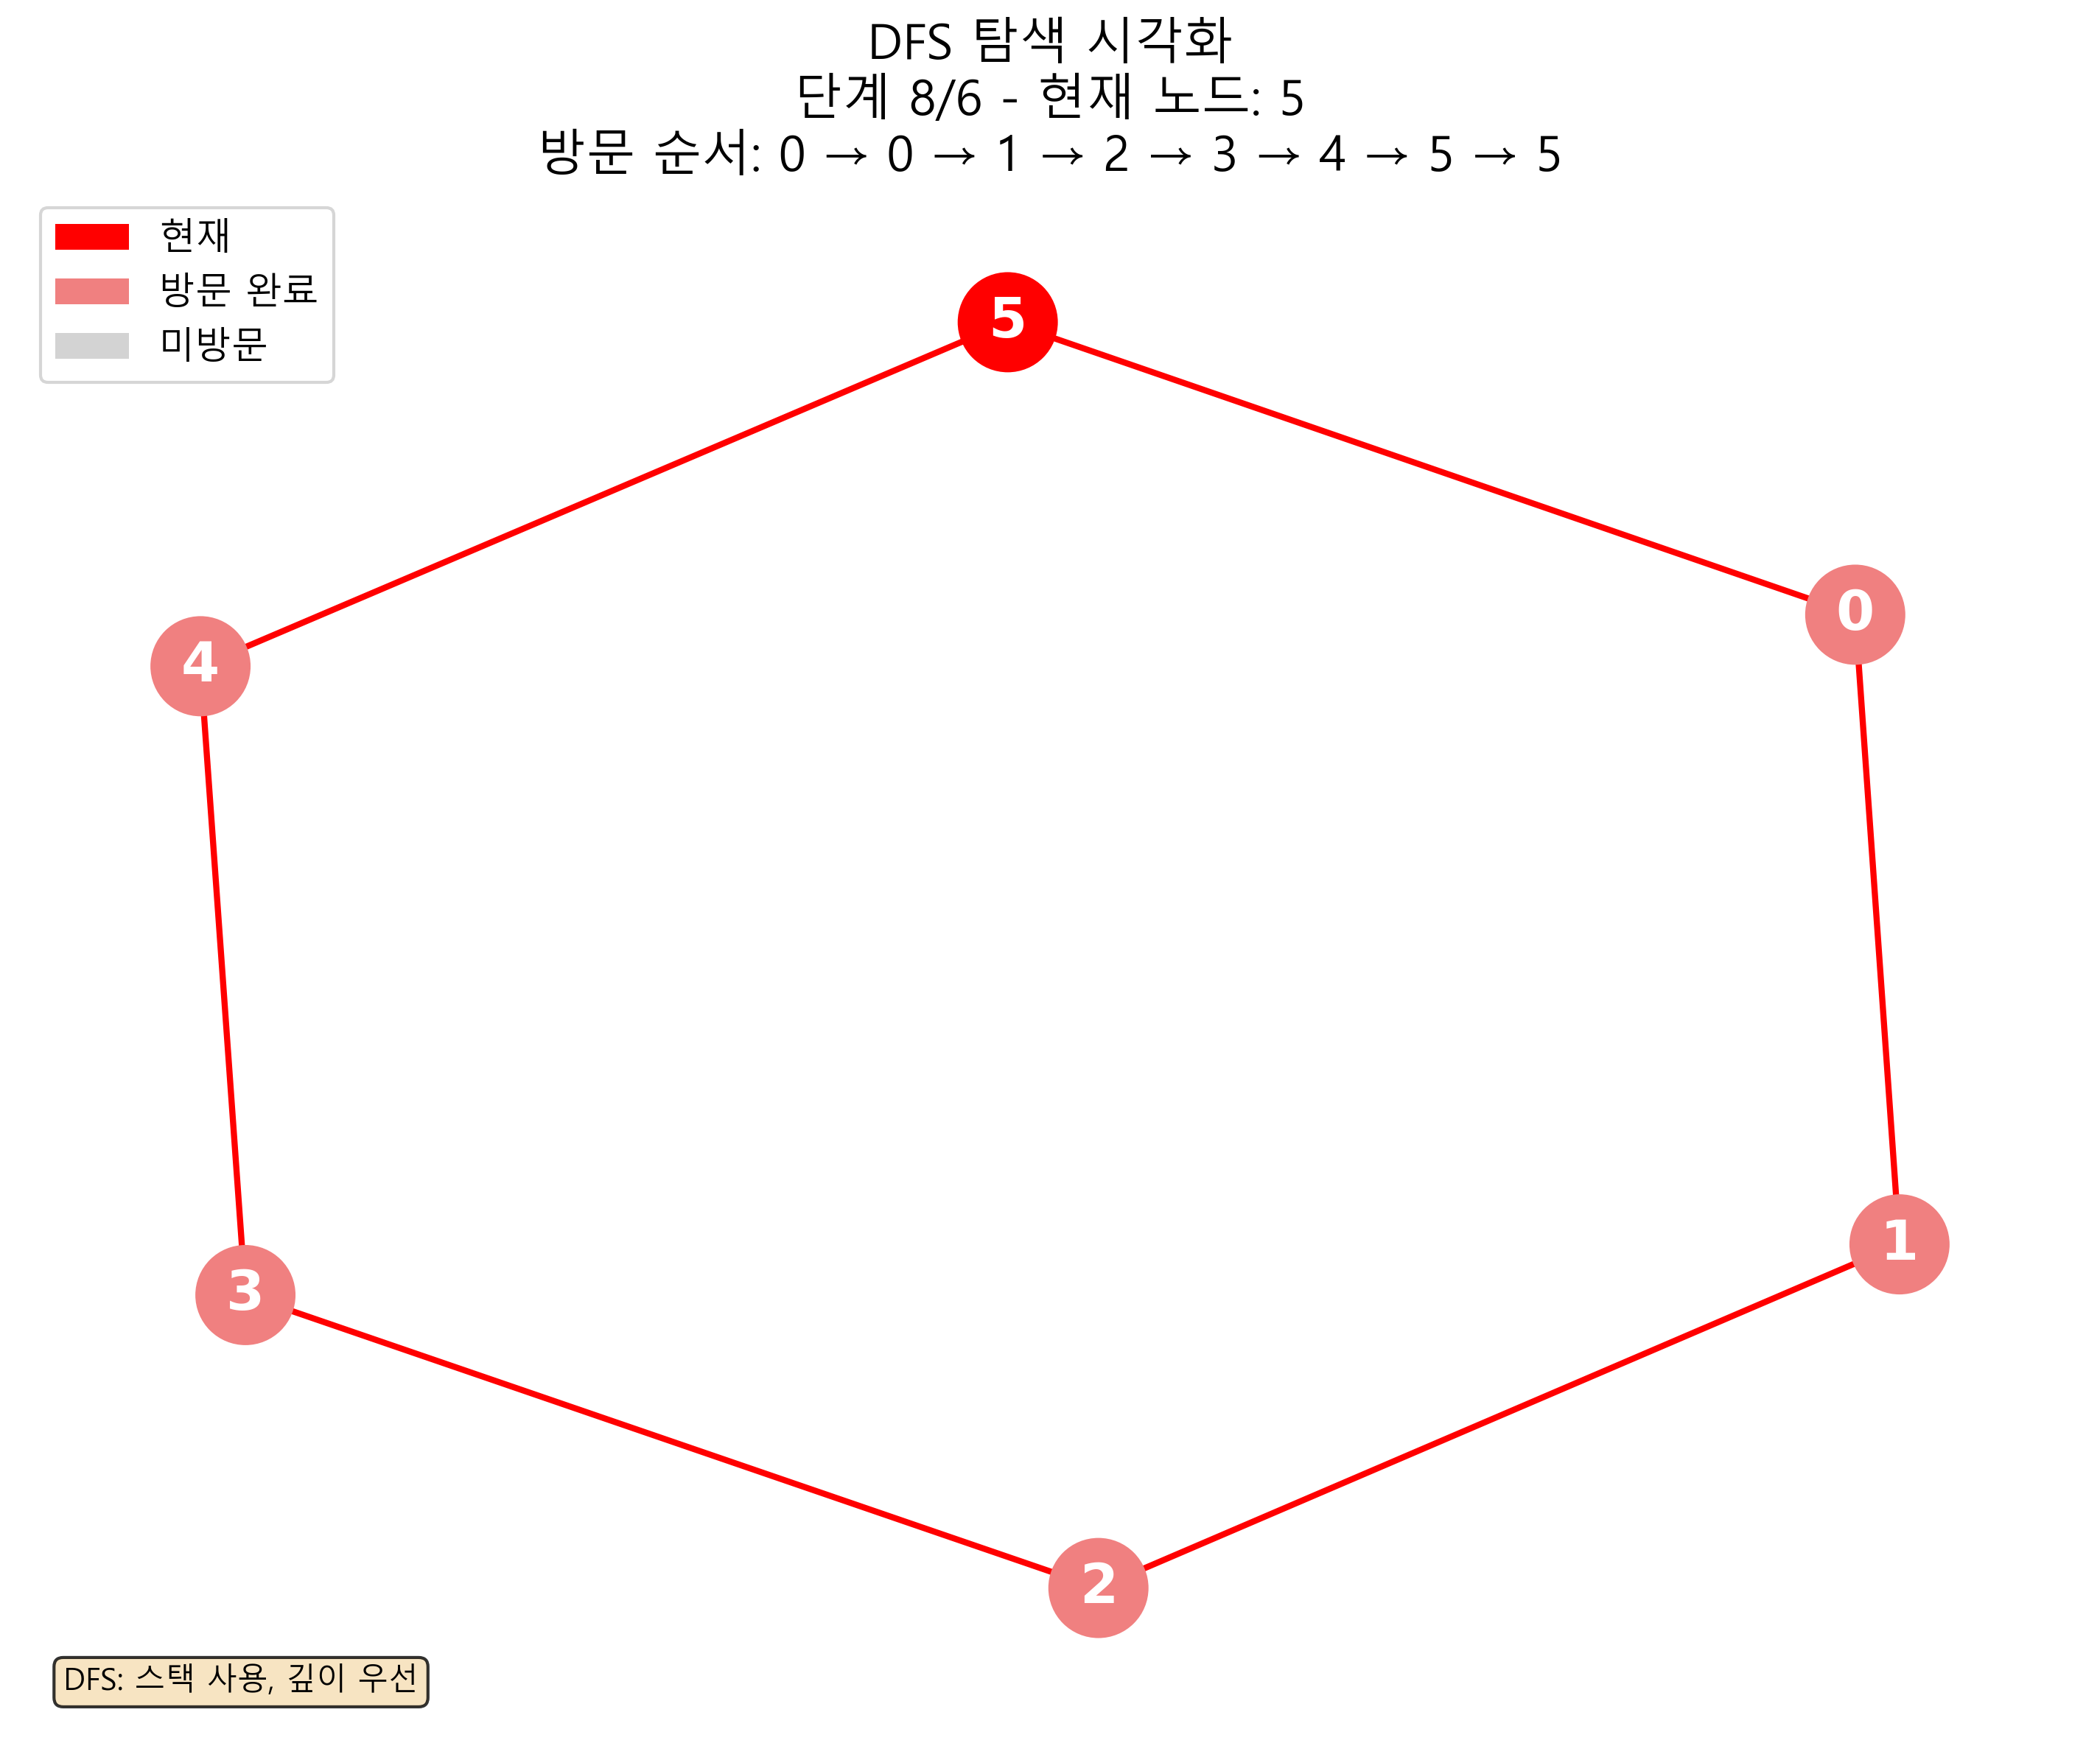 DFS 탐색 시각화
단계 8/6 - 현재 노드: 5
방문 순서: 0 → 0 → 1 → 2 → 3 → 4 → 5 → 5
현재
방문 완료
미방문
5
0
4
1
3
2
DFS: 스택 사용, 깊이 우선